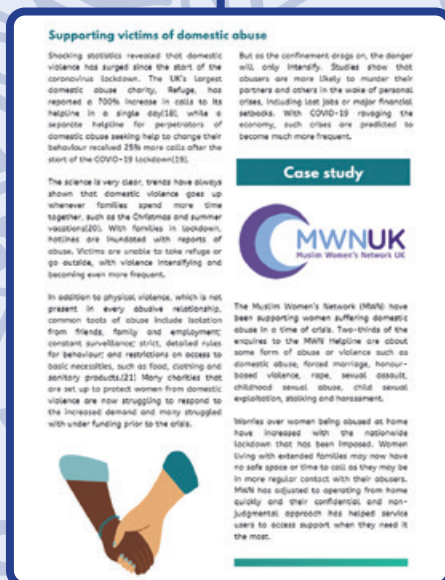 Supporting victims of domestic abuse
Shocking statistics revealed that domestic
violence has surged since the start of the
coronavirus lockdown. The UK's largest
domestic abuse charity, Refuge, has
reported a 700% increase in calls to its
helpline in a single day[18], while a
separate helpline for perpetrators of
domestic abuse seeking help to change their
behaviour received 25% more calls after the
start of the COVID-19 lockdown[19].
The science is very clear, trends have always
shown that domestic violence goes up
whenever families spend more time
together, such as the Christmas and summer
vacations[20]. With families in lockdown,
hotlines are inundated with reports of
abuse. Victims are unable to take refuge or
go outside, with violence intensifying and
becoming even more frequent.
In addition to physical violence, which is not
present in every abusive relationship,
common tools of abuse include isolation
from friends, family and employment;
constant surveillance; strict, detailed rules
for behaviour; and restrictions on access to
basic necessities, such as food, clothing and
sanitary products.[21] Many charities that
are set up to protect women from domestic
violence are now struggling to respond to
the increased demand and many struggled
with under funding prior to the crisis.
But as the confinement drags on, the danger
will only intensify. Studies show that
abusers are more likely to murder their
partners and others in the wake of personal
crises, including lost jobs or major financial
setbacks. With COVID-19 ravaging the
economy, such crises are predicted to
become much more frequent.
Case study
MWNUK
Muslim Women's Network UK
The Muslim Women's Network (MWN) have
been supporting women suffering domestic
abuse in a time of crisis. Two-thirds of the
enquires to the MWN Helpline are about
some form of abuse or violence such as
domestic abuse, forced marriage, honour-
based violence, rape, sexual assault,
childhood sexual abuse, child sexual
exploitation, stalking and harassment.
Worries over women being abused at home
have increased with the nationwide
lockdown that has been imposed. Women
living with extended families may now have
no safe space or time to call as they may be
in more regular contact with their abusers.
MWN has adjusted to operating from home
quickly and their confidential and non-
judgmental approach has helped service
users to access support when they need it
the most.